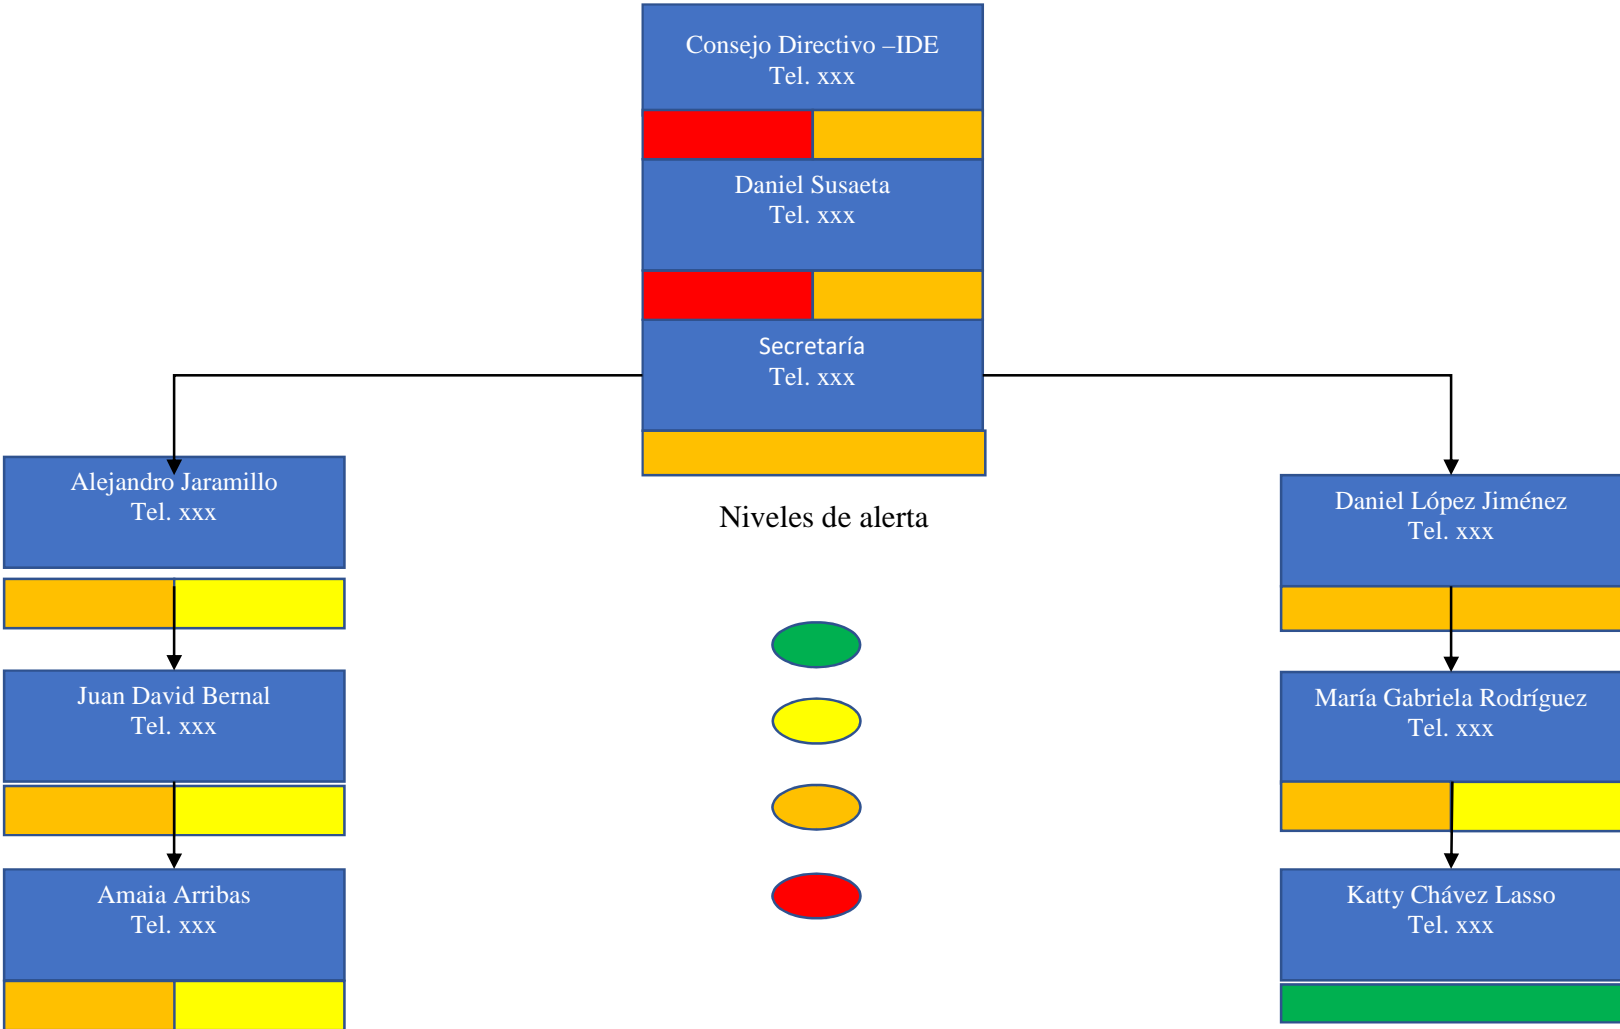 Consejo Directivo –IDE
Tel. xxx
Daniel Susaeta
Tel. xxx
Secretaría
Tel. xxx
Alejandro Jaramillo
Tel. xxx
Juan David Bernal
Tel. xxx
Amaia Arribas
Tel. xxx
Niveles de alerta
Daniel López Jiménez
Tel. xxx
María Gabriela Rodríguez
Tel. xxx
Katty Chávez Lasso
Tel. xxx